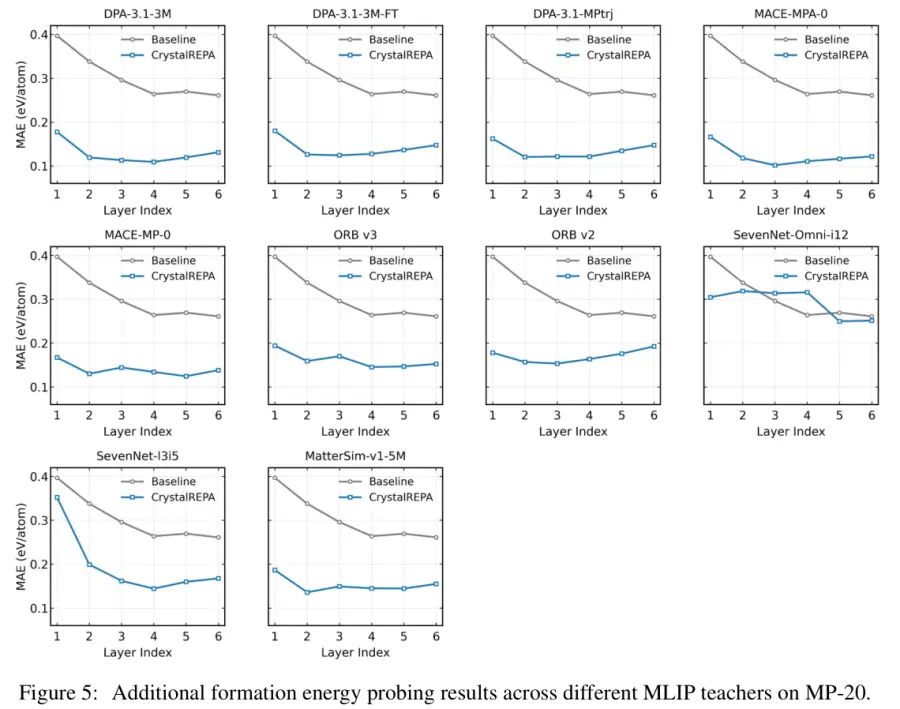 DPA-3.1-3M
DPA-3.1-3M-FT
DPA-3.1-MPtrj
MACE-MPA-0
0.4
0.3
0.2
0.1
MAE (eV/atom)
Baseline
CrystalREPA
Baseline
CrystalREPA
Baseline
CrystalREPA
Baseline
CrystalREPA
1 2 3 4 5 6
1 2 3 4 5 6
1 2 3 4 5 6
1 2 3 4 5 6
Layer Index
Layer Index
Layer Index
Layer Index
MACE-MP-0
ORB v3
ORB v2
SevenNet-Omni-i12
0.4
0.3
0.2
0.1
MAE (eV/atom)
Baseline
CrystalREPA
Baseline
CrystalREPA
Baseline
CrystalREPA
Baseline
CrystalREPA
1 2 3 4 5 6
1 2 3 4 5 6
1 2 3 4 5 6
1 2 3 4 5 6
Layer Index
Layer Index
Layer Index
Layer Index
SevenNet-l3i5
MatterSim-v1-5M
0.4
0.3
0.2
0.1
MAE (eV/atom)
Baseline
CrystalREPA
Baseline
CrystalREPA
1 2 3 4 5 6
1 2 3 4 5 6
Layer Index
Layer Index
Figure 5: Additional formation energy probing results across different MLIP teachers on MP-20.